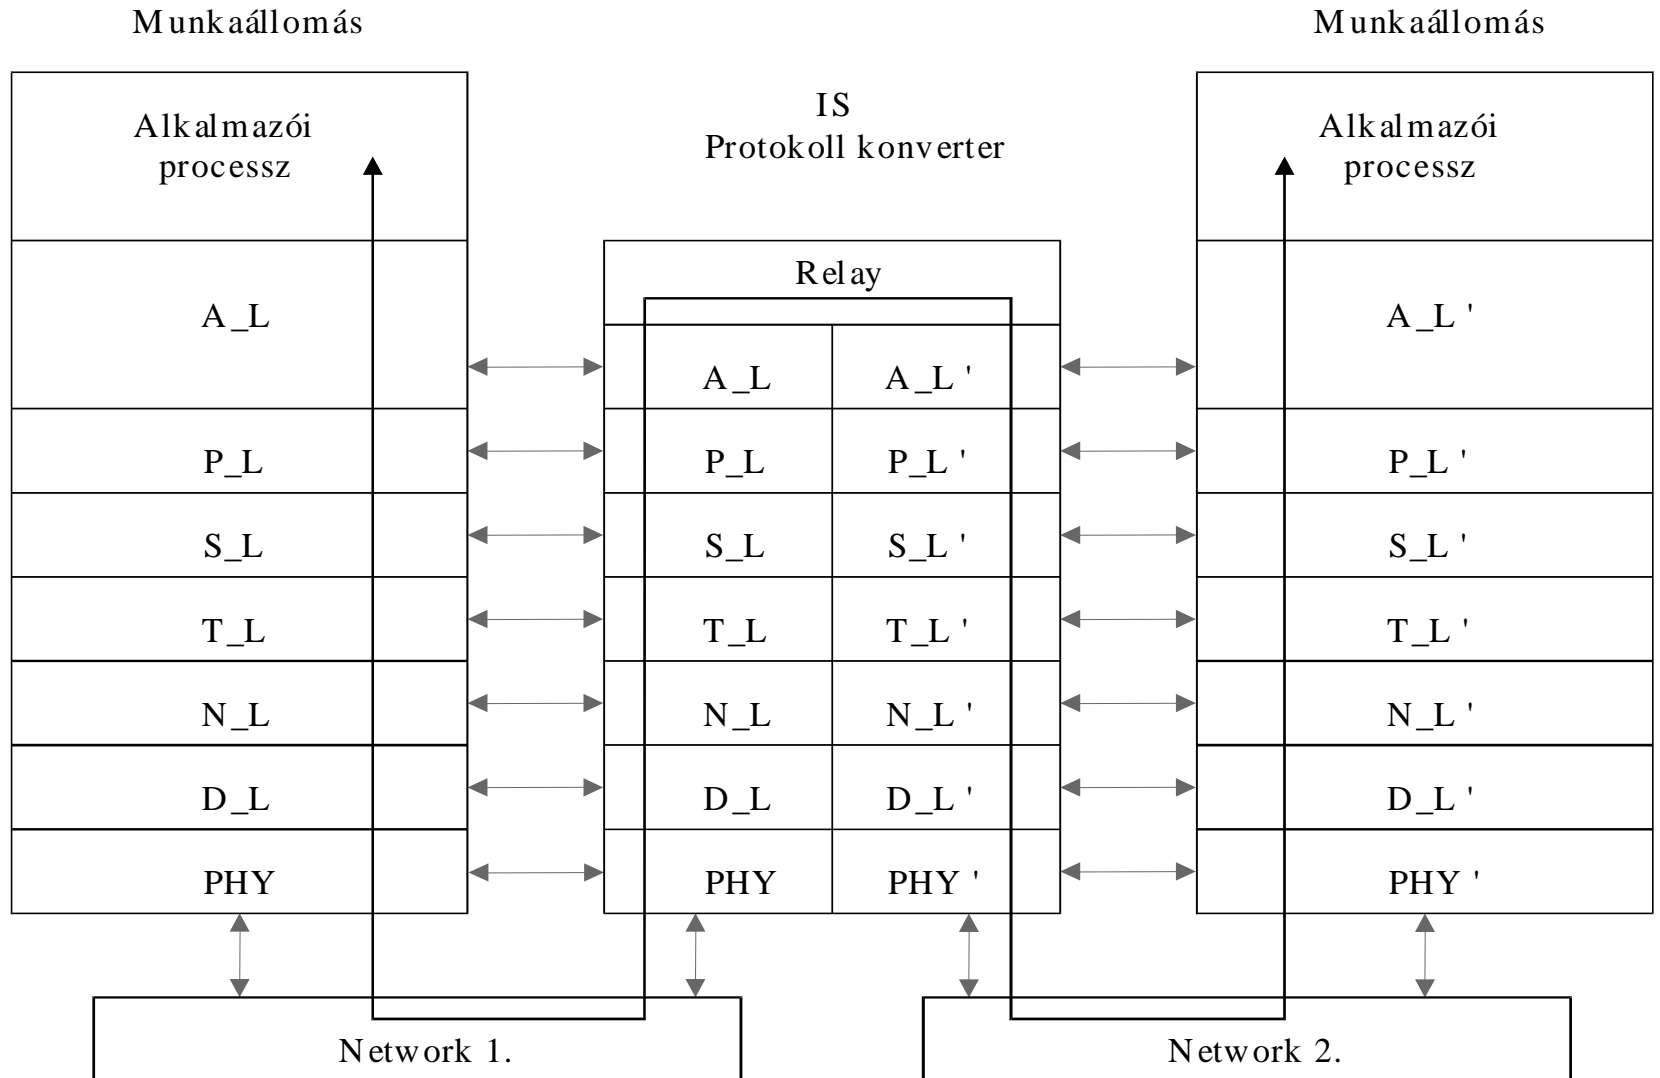 Munkaállomás
Munkaállomás
Alkalmazói
processz
IS
Protokoll konverter
Alkalmazói
processz
Relay
A_L
A_L '
A_L
A_L '
P_L
P_L
P_L '
P_L '
S_L
S_L
S_L '
S_L '
T_L
T_L
T_L '
T_L '
N_L
N_L
N_L '
N_L '
D_L
D_L
D_L '
D_L '
PHY
PHY
PHY '
PHY '
Network 1.
Network 2.